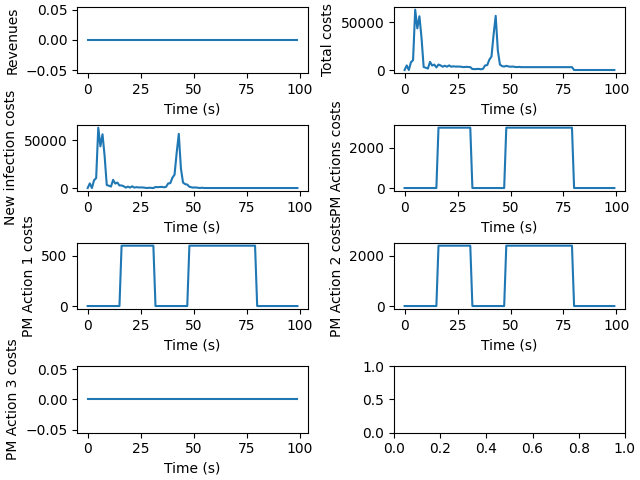 Revenues
0.05
0.00
−0.05
0 25 50 75 100
Time (s)
Total costs
50000
0
0 25 50 75 100
Time (s)
New infection costs
50000
0
0 25 50 75 100
Time (s)
PM Actions costs
2000
0
0 25 50 75 100
Time (s)
PM Action 1 costs
500
0
0 25 50 75 100
Time (s)
PM Action 2 costs
2000
0
0 25 50 75 100
Time (s)
PM Action 3 costs
0.05
0.00
−0.05
0 25 50 75 100
Time (s)
1.0
0.5
0.0
0.0 0.2 0.4 0.6 0.8 1.0